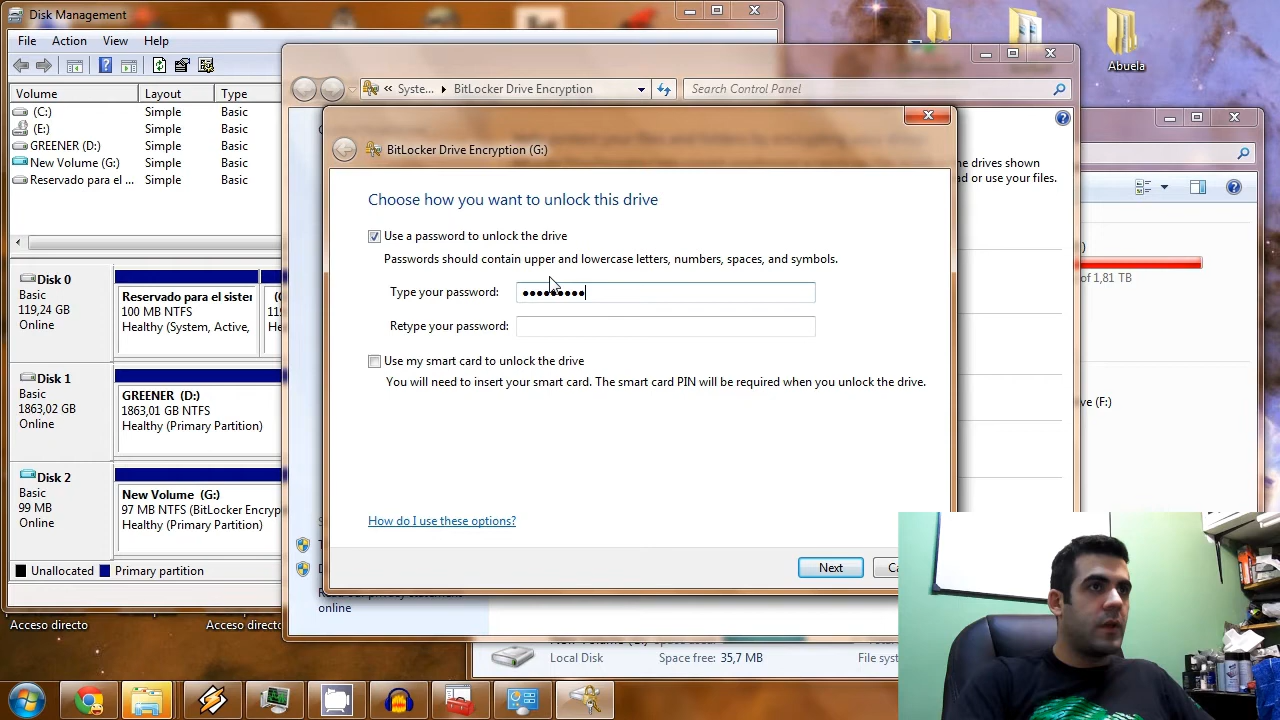 Disk Management
File Action View Help
Volume Layout Type
(C:) Simple Basic
(E:) Simple Basic
GREENER (D:) Simple Basic
New Volume (G:) Simple Basic
Reservado para el ... Simple Basic
Disk 0
Basic
119,24 GB
Online
Reservado para el sister
100 MB NTFS
Healthy (System, Active,
Disk 1
Basic
1863,02 GB
Online
GREENER (D:)
1863,01 GB NTFS
Healthy (Primary Partition)
Disk 2
Basic
99 MB
Online
New Volume (G:)
97 MB NTFS (BitLocker Encryp
Healthy (Primary Partition)
Unallocated Primary partition
Acceso directo
Acceso directo
« Syste... BitLocker Drive Encryption
Search Control Panel
e drives shown
ad or use your files.
BitLocker Drive Encryption (G:)
Choose how you want to unlock this drive
Use a password to unlock the drive
Passwords should contain upper and lowercase letters, numbers, spaces, and symbols.
Type your password:
Retype your password:
Use my smart card to unlock the drive
You will need to insert your smart card. The smart card PIN will be required when you unlock the drive.
How do I use these options?
Next Ca
online
Abuela
)
of 1,81 TB
ve (F:)
Local Disk
Space free: 35,7 MB
File syst